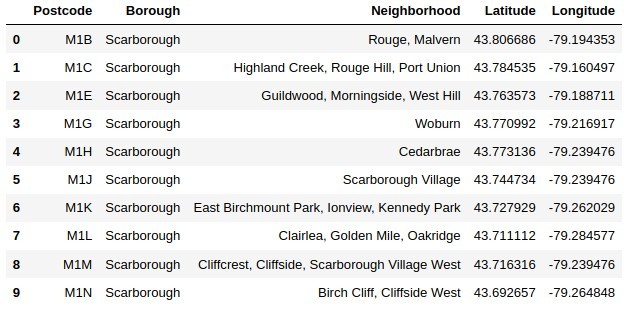 Postcode Borough Neighborhood Latitude Longitude
0 M1B Scarborough Rouge, Malvern 43.806686 -79.194353
1 M1C Scarborough Highland Creek, Rouge Hill, Port Union 43.784535 -79.160497
2 M1E Scarborough Guildwood, Morningside, West Hill 43.763573 -79.188711
3 M1G Scarborough Woburn 43.770992 -79.216917
4 M1H Scarborough Cedarbrae 43.773136 -79.239476
5 M1J Scarborough Scarborough Village 43.744734 -79.239476
6 M1K Scarborough East Birchmount Park, Ionview, Kennedy Park 43.727929 -79.262029
7 M1L Scarborough Clairlea, Golden Mile, Oakridge 43.711112 -79.284577
8 M1M Scarborough Cliffcrest, Cliffside, Scarborough Village West 43.716316 -79.239476
9 M1N Scarborough Birch Cliff, Cliffside West 43.692657 -79.264848